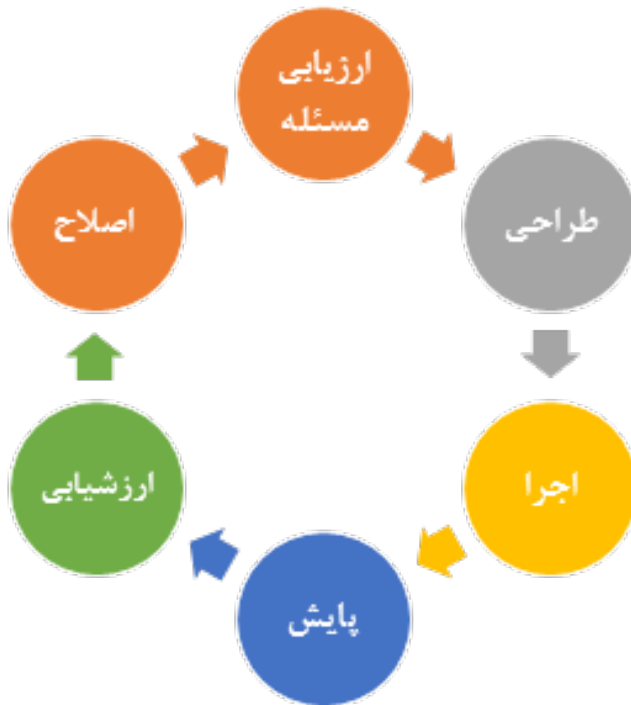 ارزیابی
مسئله
طراحی
اجرا
پایش
ارزشیابی
اصلاح